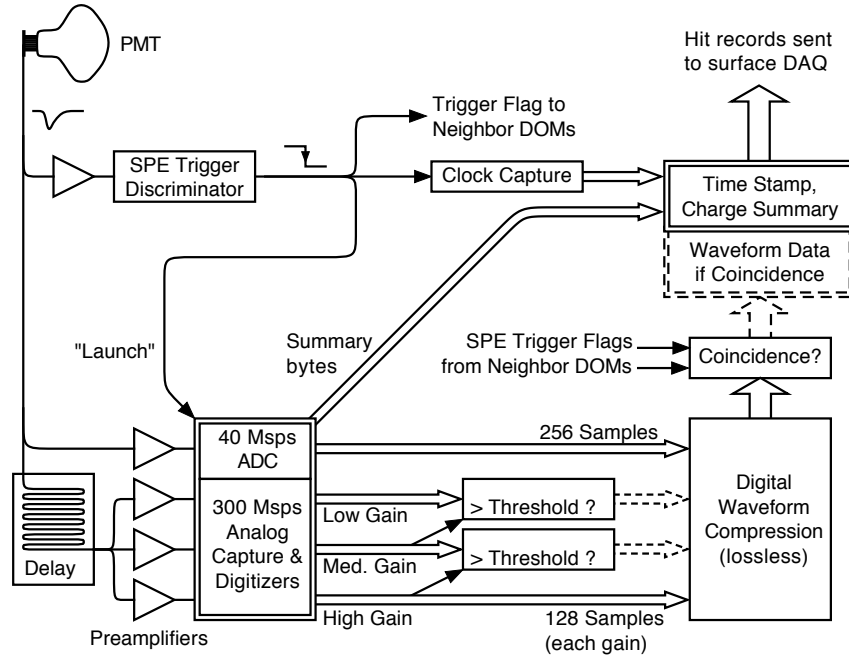 PMT
Hit records sent
to surface DAQ
Trigger Flag to
Neighbor DOMs
SPE Trigger
Discriminator
Clock Capture
Time Stamp,
Charge Summary
Waveform Data
if Coincidence
"Launch"
Summary
bytes
SPE Trigger Flags
from Neighbor DOMs
Coincidence?
40 Msps
ADC
256 Samples
300 Msps
Analog
Capture &
Digitizers
Low Gain
> Threshold ?
Med. Gain
> Threshold ?
High Gain
128 Samples
(each gain)
Digital
Waveform
Compression
(lossless)
Delay
Preamplifiers